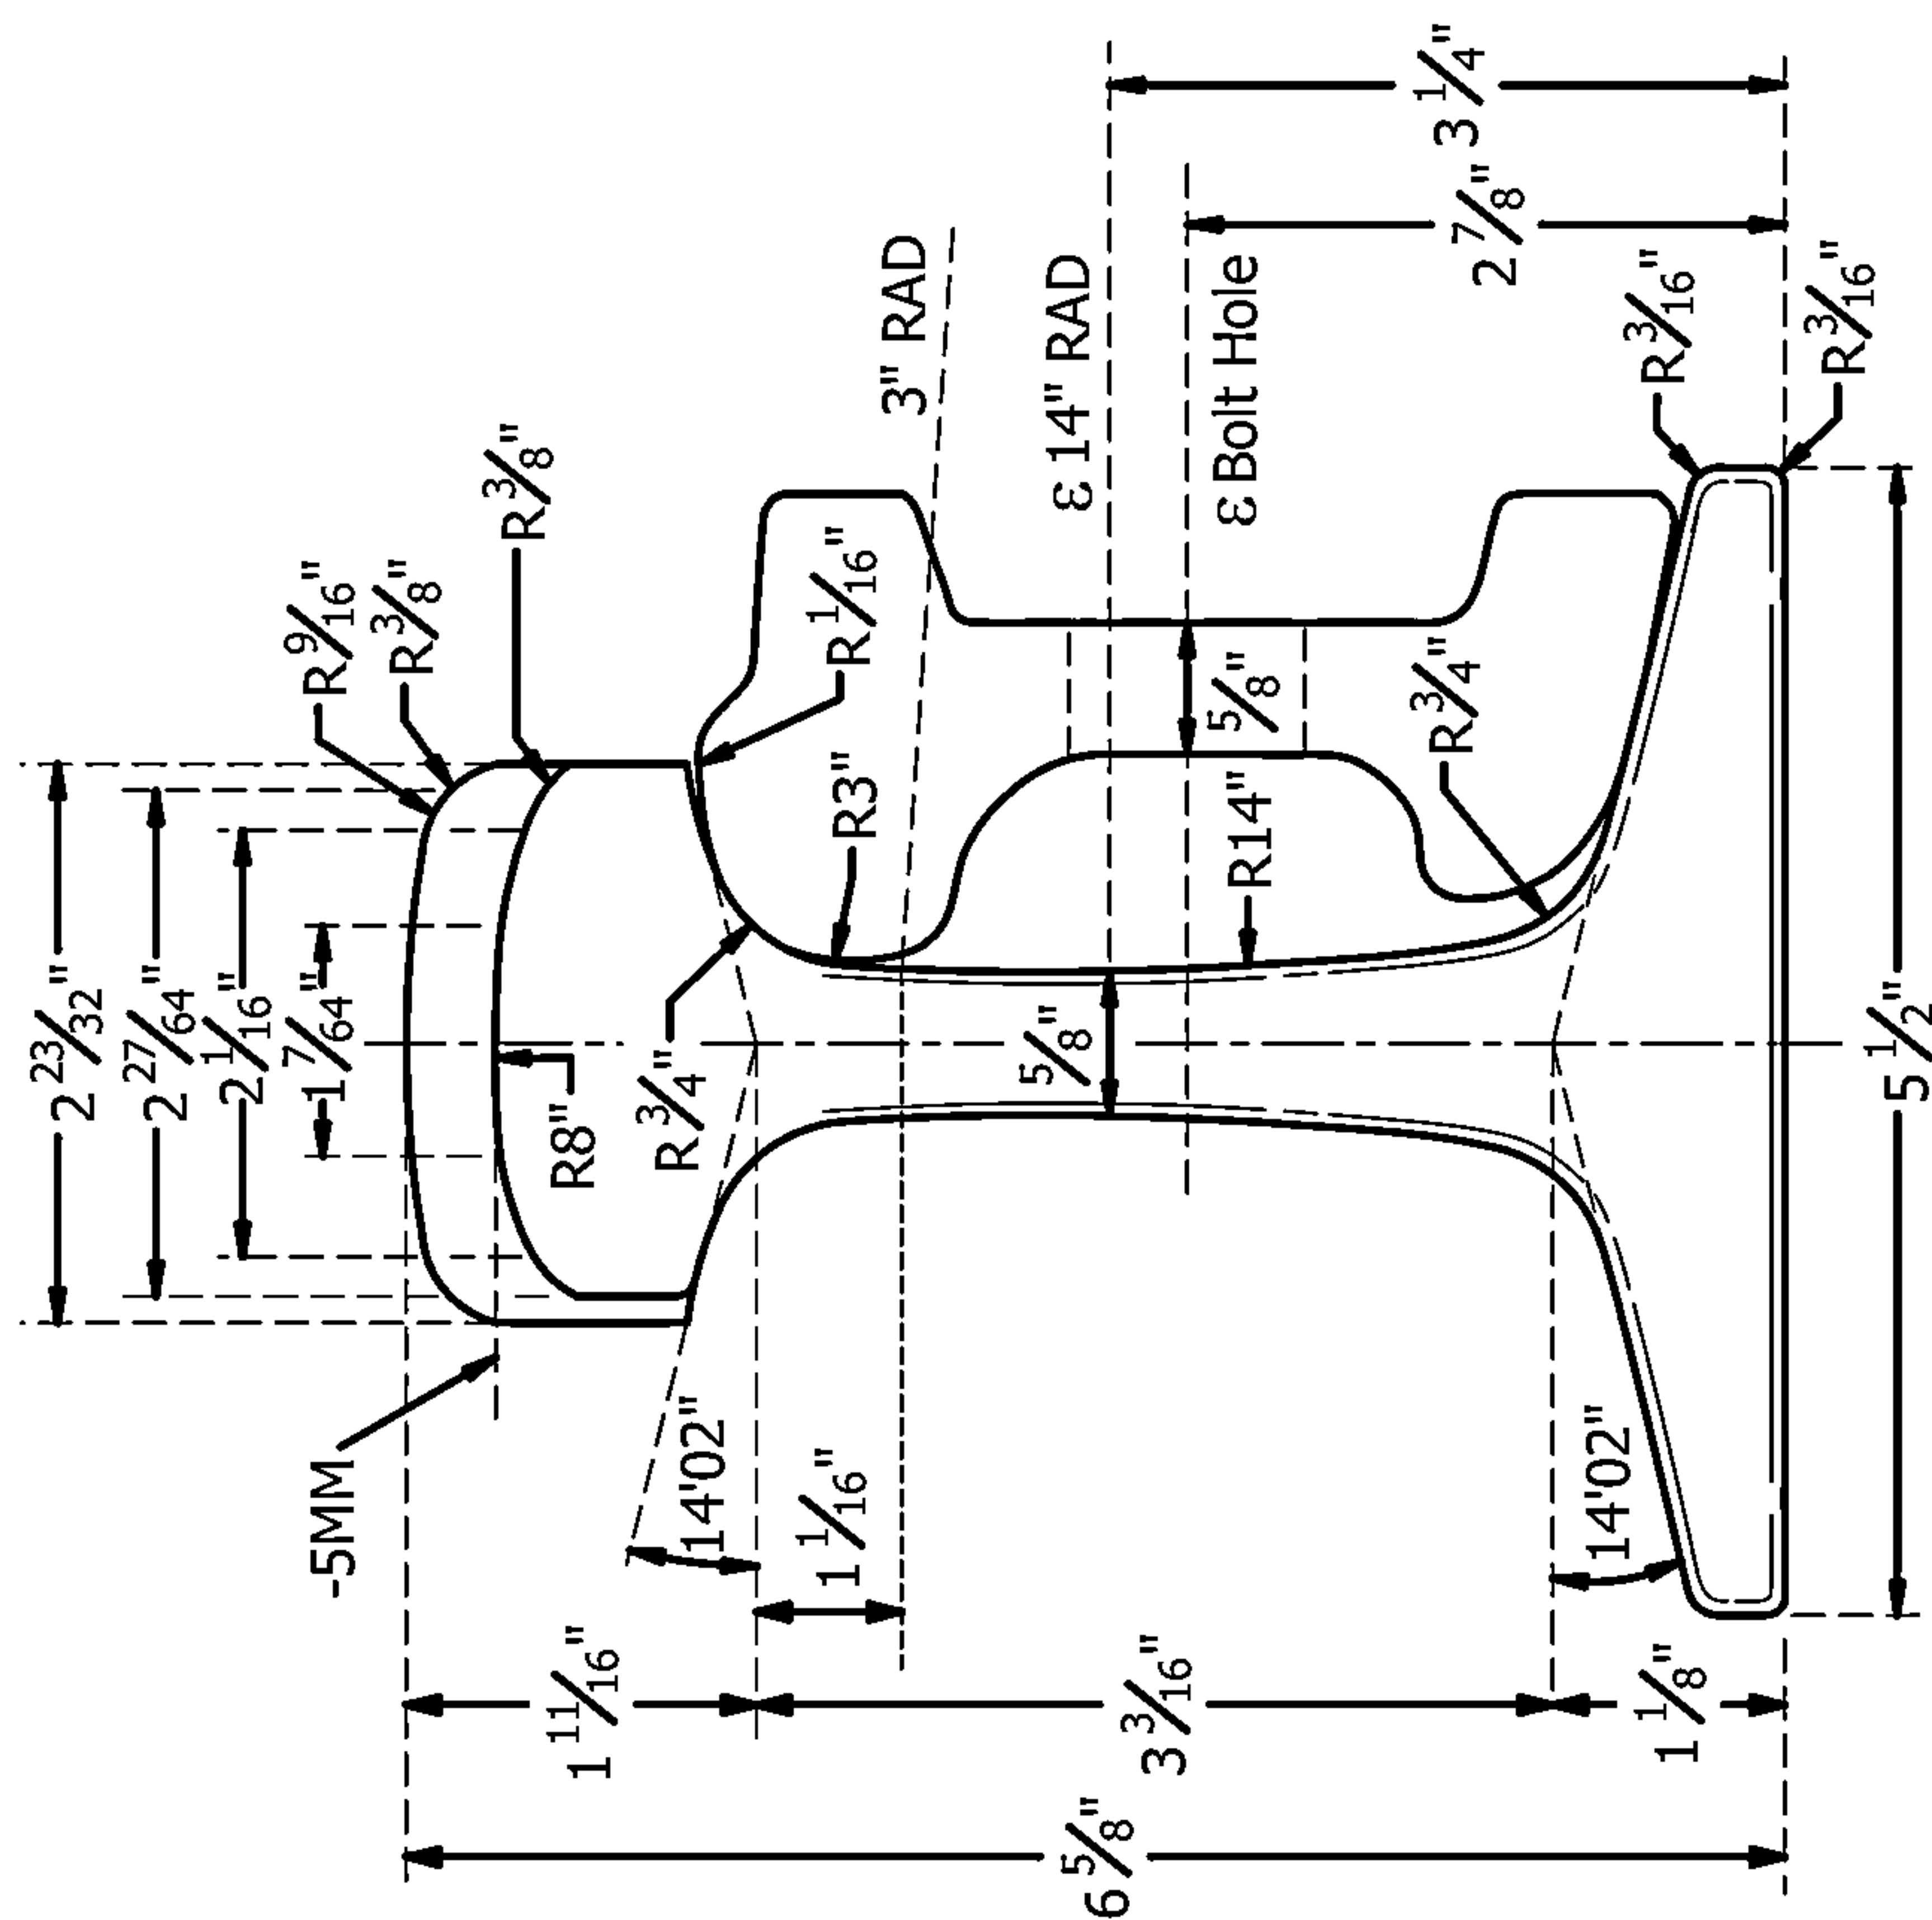 2 23/32"
2 27/64"
2 1/16"
1 7/64"
R 9/16"
R 3/8"
R 3/8"
-5MM
R8"
R 3/4"
R 1/16"
R3"
3" RAD
ε 14" RAD
ε Bolt Hole
5/8"
5/8"
R14"
R 3/4"
3 1/4"
2 7/8"
R 3/16"
R 3/16"
14'02"
1 1/16"
14'02"
1 11/16"
3 3/16"
1 1/8"
6 5/8"
5 1/2"